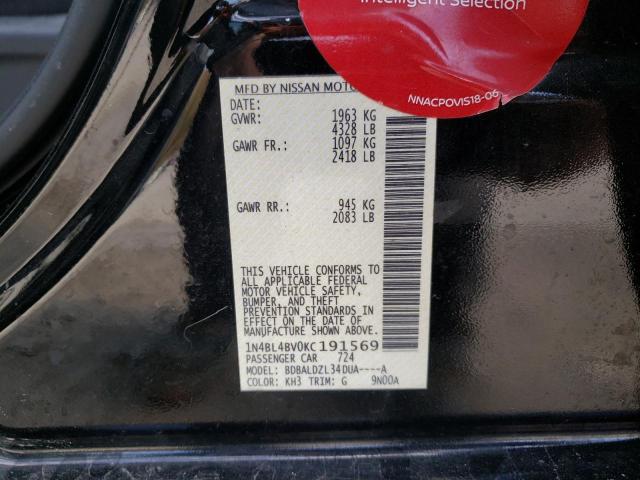 Intelligent Selection
NNACPOVIS18-06
MFD BY NISSAN MOTO
DATE:
GVWR: 1963 KG
4328 LB
GAWR FR.: 1097 KG
2418 LB
GAWR RR.: 945 KG
2083 LB
THIS VEHICLE CONFORMS TO
ALL APPLICABLE FEDERAL
MOTOR VEHICLE SAFETY,
BUMPER, AND THEFT
PREVENTION STANDARDS IN
EFFECT ON THE DATE OF
MANUFACTURE SHOWN ABOVE.
1N4BL4BV0KC191569
PASSENGER CAR 724
MODEL: BDBALDZL34DUA----A
COLOR: KH3 TRIM: G 9N00A